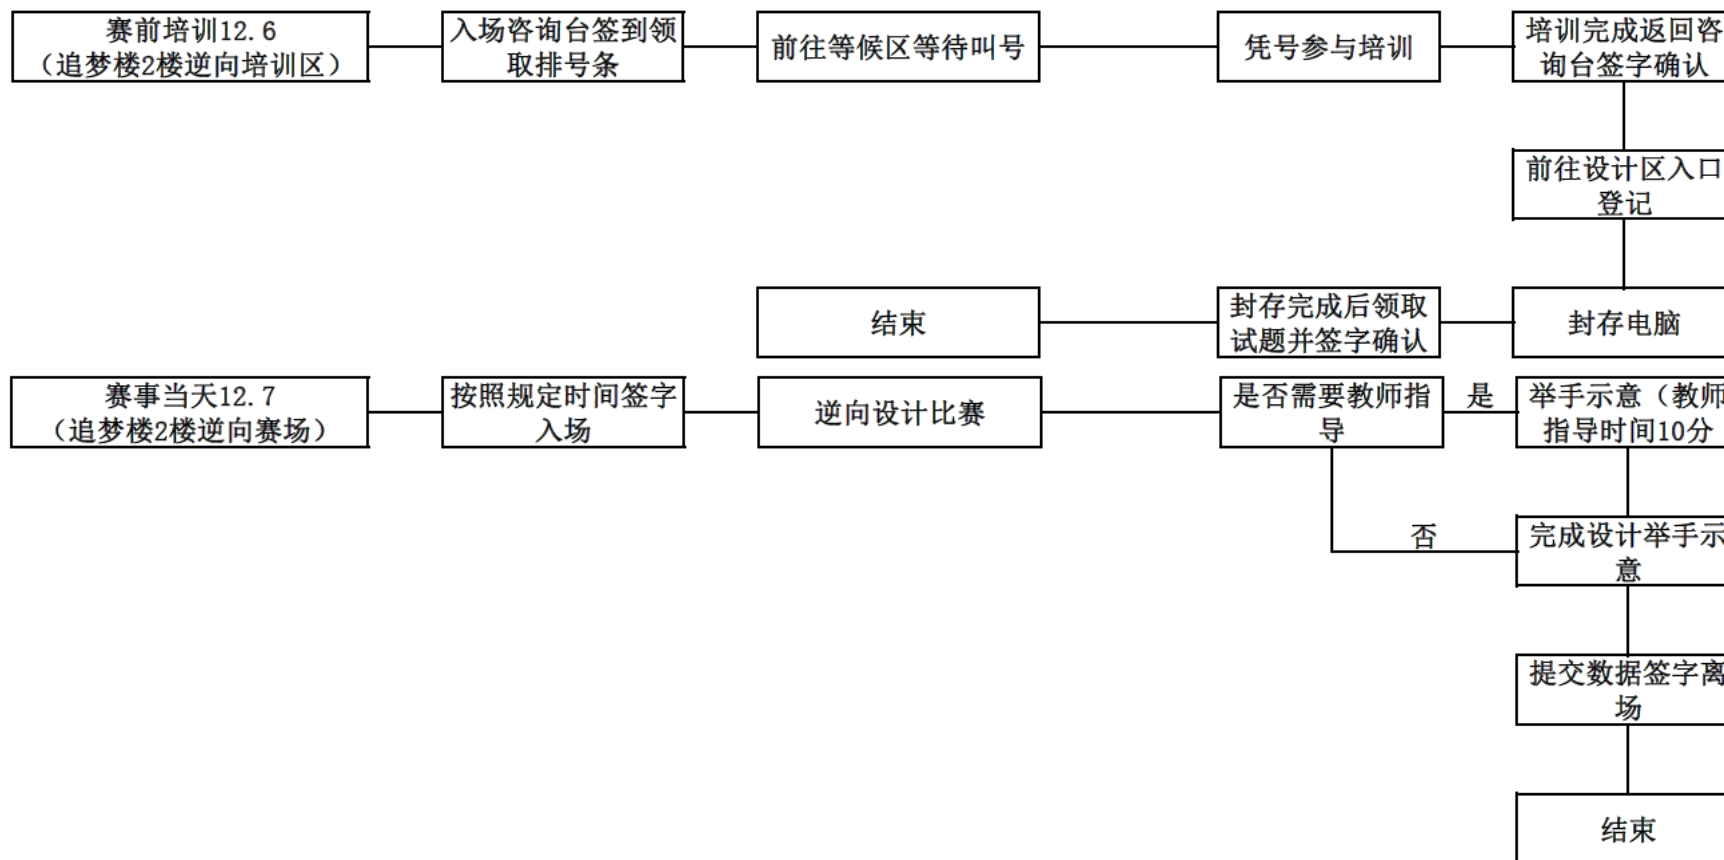 赛前培训12.6
（追梦楼2楼逆向培训区）
入场咨询台签到领
取排号条
前往等候区等待叫号
凭号参与培训
培训完成返回咨
询台签字确认
前往设计区入口
登记
封存电脑
封存完成后领取
试题并签字确认
结束
赛事当天12.7
（追梦楼2楼逆向赛场）
按照规定时间签字
入场
逆向设计比赛
是否需要教师指
导
是
举手示意（教师
指导时间10分
否
完成设计举手示
意
提交数据签字离
场
结束